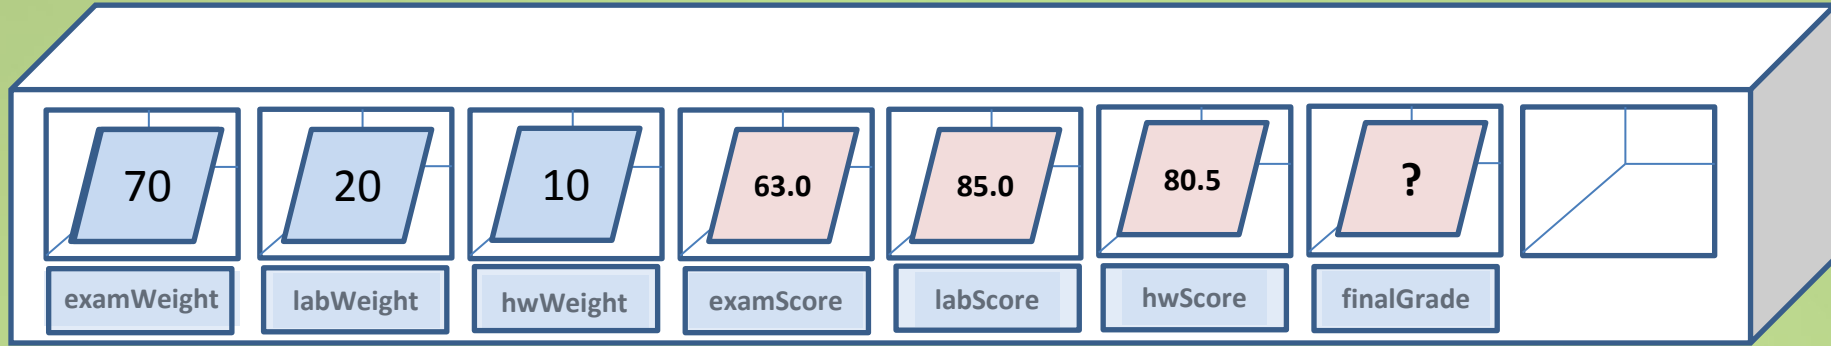 70 20 10 63.0 85.0 80.5 ?
examWeight labWeight hwWeight examScore labScore hwScore finalGrade